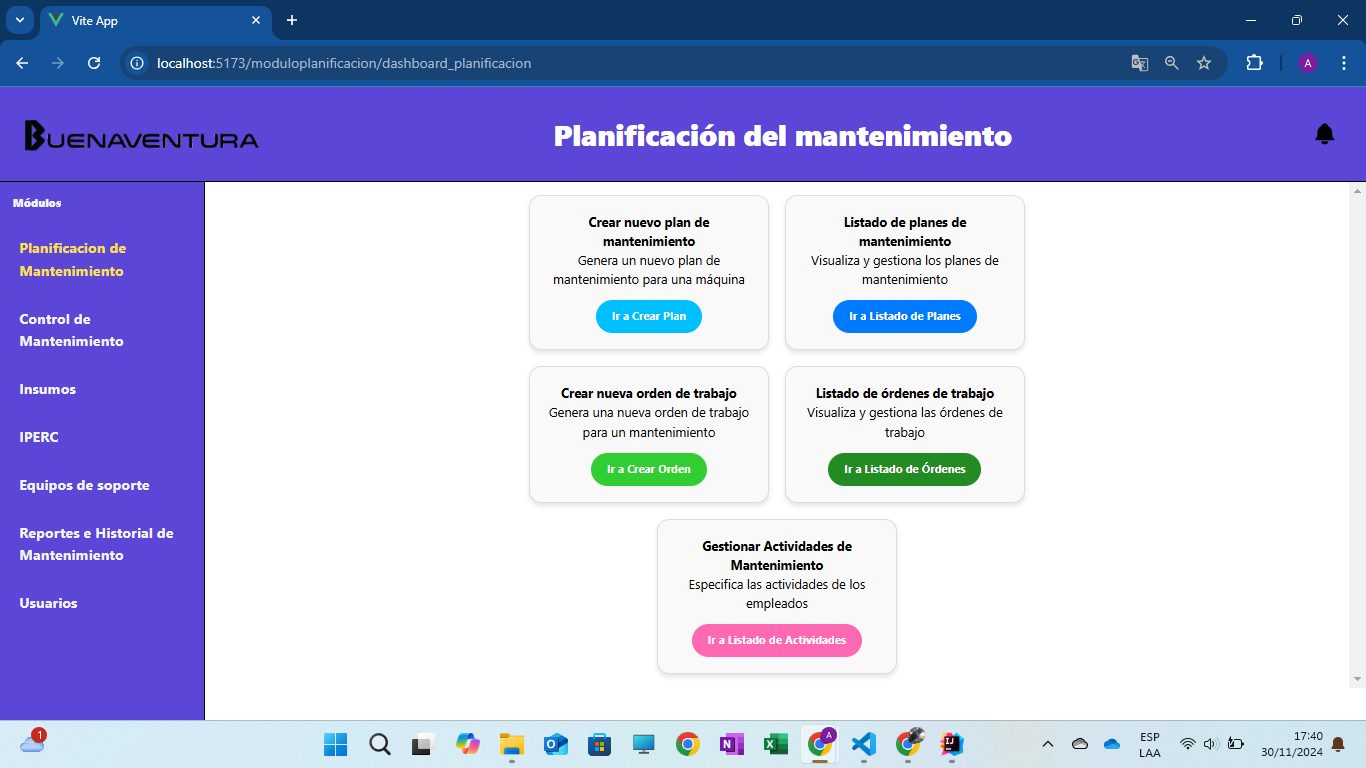 Vite App
localhost:5173/moduloplanificacion/dashboard_planificacion
A
BUENAVENTURA
Planificación del mantenimiento
Módulos
Planificacion de
Mantenimiento
Control de
Mantenimiento
Insumos
IPERC
Equipos de soporte
Reportes e Historial de
Mantenimiento
Usuarios
Crear nuevo plan de
mantenimiento
Genera un nuevo plan de
mantenimiento para una máquina
Ir a Crear Plan
Listado de planes de
mantenimiento
Visualiza y gestiona los planes de
mantenimiento
Ir a Listado de Planes
Crear nueva orden de trabajo
Genera una nueva orden de trabajo
para un mantenimiento
Ir a Crear Orden
Listado de órdenes de trabajo
Visualiza y gestiona las órdenes de
trabajo
Ir a Listado de Órdenes
Gestionar Actividades de
Mantenimiento
Especifica las actividades de los
empleados
Ir a Listado de Actividades
1
A
ESP
LAA
17:40
30/11/2024